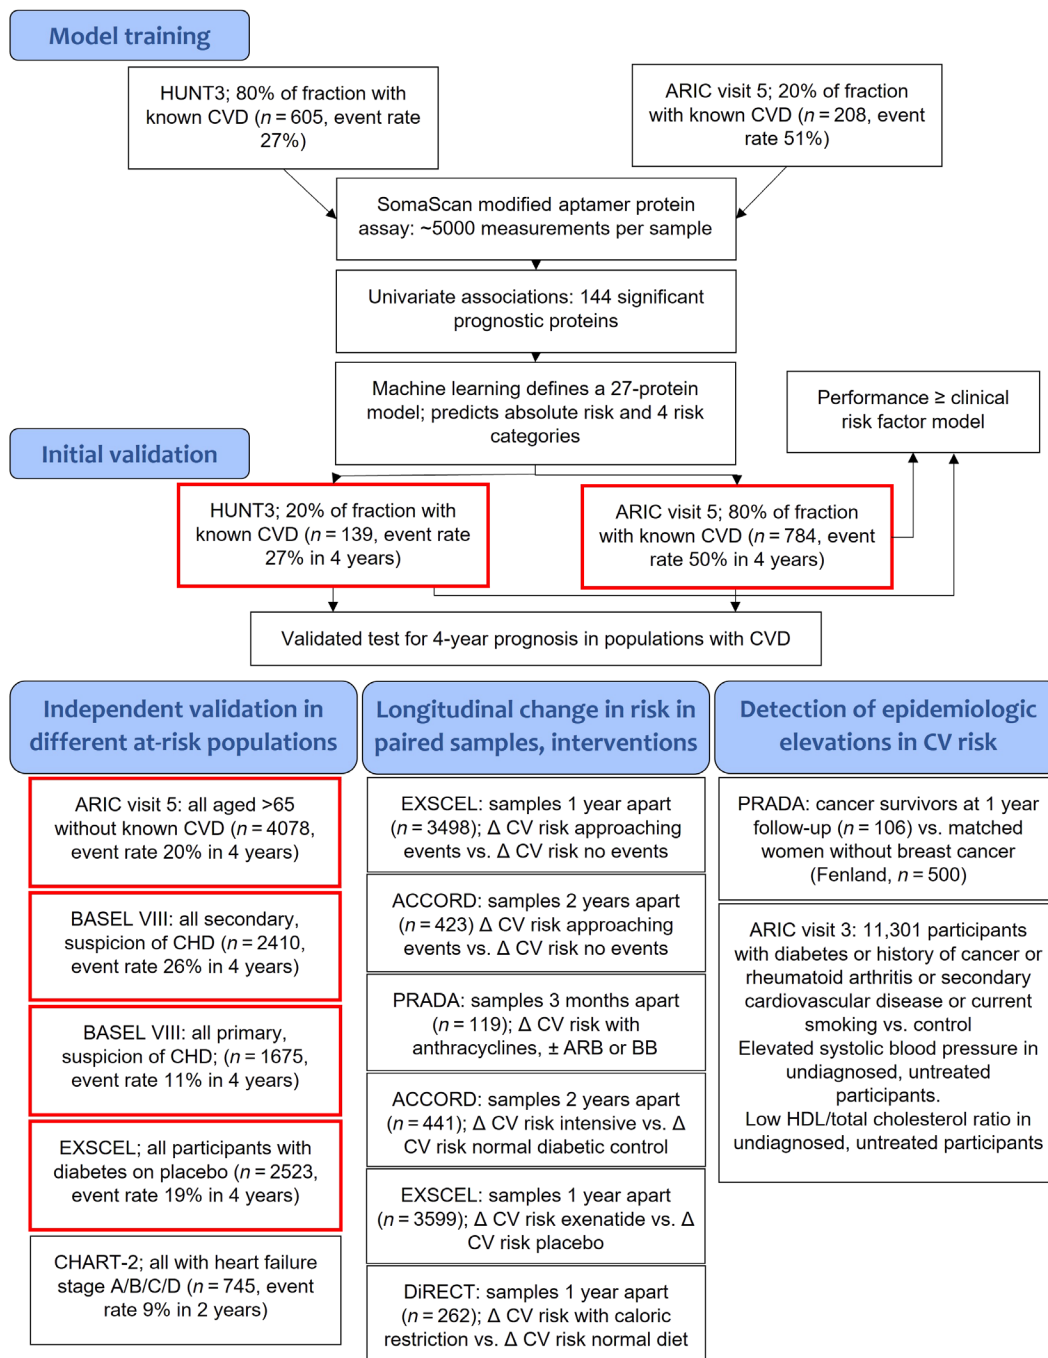 Model training
HUNT3; 80% of fraction with
known CVD (n = 605, event rate
27%)
ARIC visit 5; 20% of fraction
with known CVD (n = 208, event
rate 51%)
SomaScan modified aptamer protein
assay: ~5000 measurements per sample
Univariate associations: 144 significant
prognostic proteins
Machine learning defines a 27-protein
model; predicts absolute risk and 4 risk
categories
Performance ≥ clinical
risk factor model
Initial validation
HUNT3; 20% of fraction with
known CVD (n = 139, event rate
27% in 4 years)
ARIC visit 5; 80% of fraction
with known CVD (n = 784, event
rate 50% in 4 years)
Validated test for 4-year prognosis in populations with CVD
Independent validation in
different at-risk populations
ARIC visit 5: all aged >65
without known CVD (n = 4078,
event rate 20% in 4 years)
BASEL VIII: all secondary,
suspicion of CHD (n = 2410,
event rate 26% in 4 years)
BASEL VIII: all primary,
suspicion of CHD; (n = 1675,
event rate 11% in 4 years)
EXSCEL; all participants with
diabetes on placebo (n = 2523,
event rate 19% in 4 years)
CHART-2; all with heart failure
stage A/B/C/D (n = 745, event
rate 9% in 2 years)
Longitudinal change in risk in
paired samples, interventions
EXSCEL: samples 1 year apart
(n = 3498); Δ CV risk approaching
events vs. Δ CV risk no events
ACCORD: samples 2 years apart
(n = 423) Δ CV risk approaching
events vs. Δ CV risk no events
PRADA: samples 3 months apart
(n = 119); Δ CV risk with
anthracyclines, ± ARB or BB
ACCORD: samples 2 years apart
(n = 441); Δ CV risk intensive vs. Δ
CV risk normal diabetic control
EXSCEL: samples 1 year apart
(n = 3599); Δ CV risk exenatide vs. Δ
CV risk placebo
DiRECT: samples 1 year apart
(n = 262); Δ CV risk with caloric
restriction vs. Δ CV risk normal diet
Detection of epidemiologic
elevations in CV risk
PRADA: cancer survivors at 1 year
follow-up (n = 106) vs. matched
women without breast cancer
(Fenland, n = 500)
ARIC visit 3: 11,301 participants
with diabetes or history of cancer or
rheumatoid arthritis or secondary
cardiovascular disease or current
smoking vs. control
Elevated systolic blood pressure in
undiagnosed, untreated
participants.
Low HDL/total cholesterol ratio in
undiagnosed, untreated participants